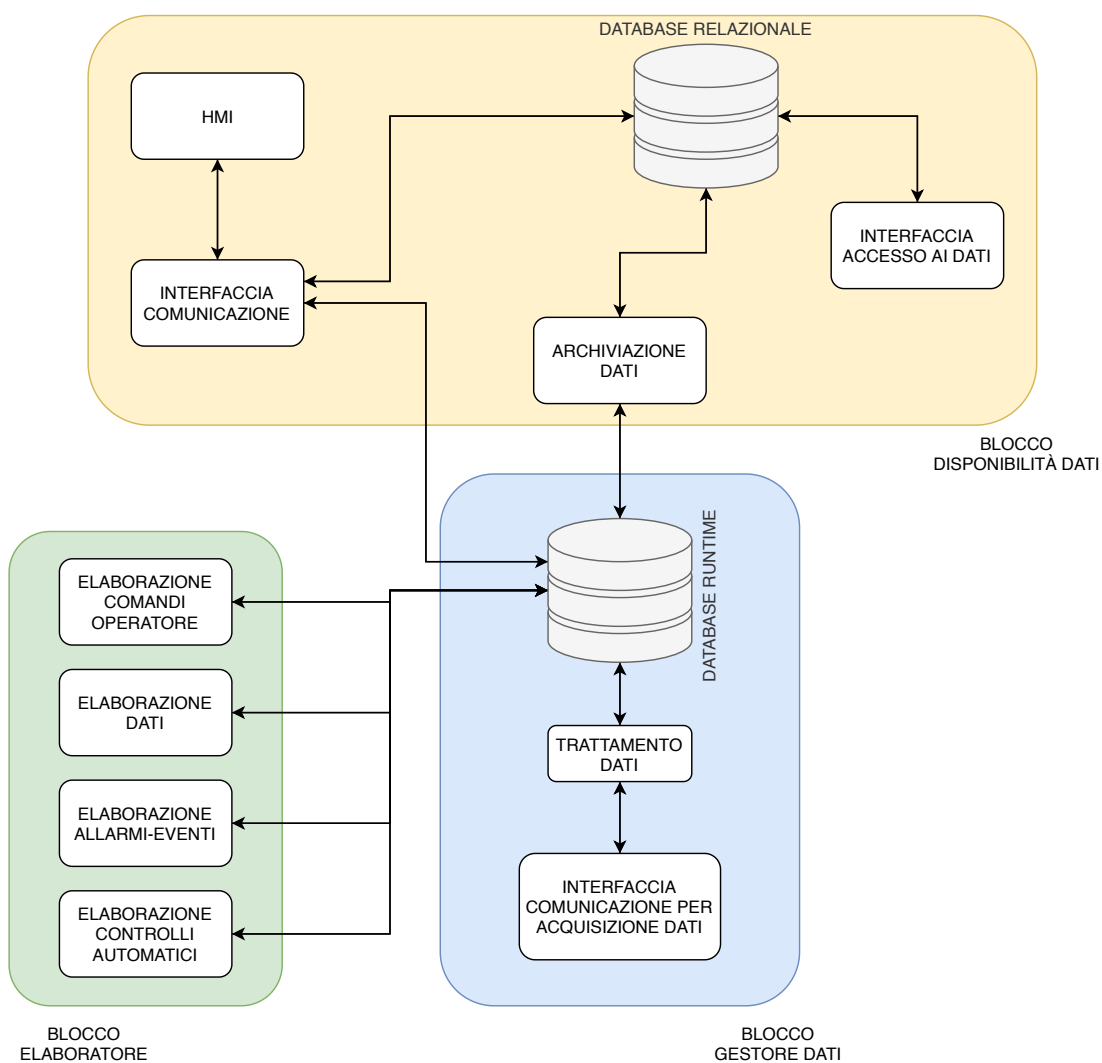 DATABASE RELAZIONALE
HMI
INTERFACCIA
COMUNICAZIONE
INTERFACCIA
ACCESSO AI DATI
ARCHIVIAZIONE
DATI
BLOCCO
DISPONIBILITÀ DATI
DATABASE RUNTIME
ELABORAZIONE
COMANDI
OPERATORE
ELABORAZIONE
DATI
ELABORAZIONE
ALLARMI-EVENTI
ELABORAZIONE
CONTROLLI
AUTOMATICI
TRATTAMENTO
DATI
INTERFACCIA
COMUNICAZIONE PER
ACQUISIZIONE DATI
BLOCCO
ELABORATORE
BLOCCO
GESTORE DATI